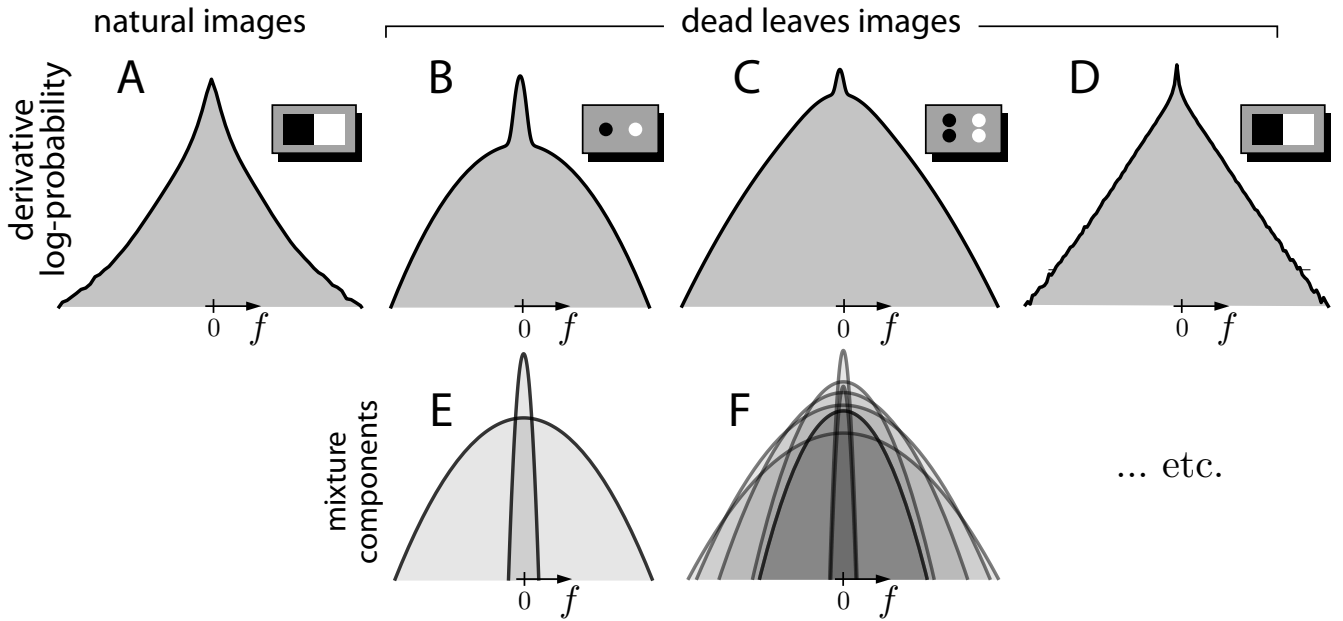 natural images
dead leaves images
derivative
log-probability
A
B
C
D
0 f
0 f
0 f
0 f
mixture
components
E
F
... etc.
0 f
0 f